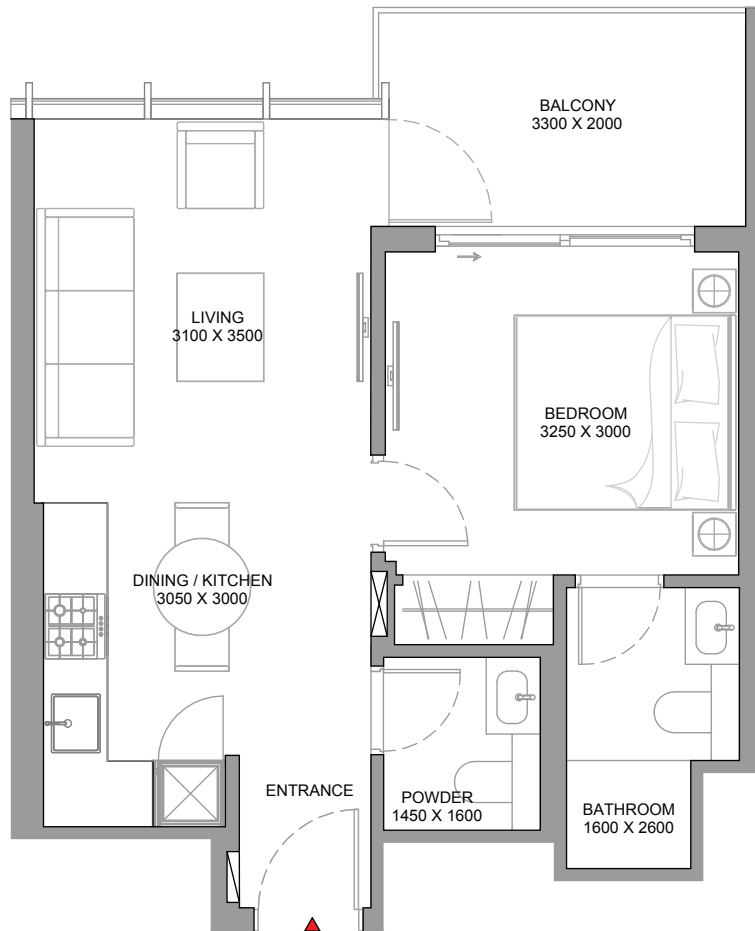 BALCONY
3300 X 2000
LIVING
3100 X 3500
BEDROOM
3250 X 3000
DINING / KITCHEN
3050 X 3000
ENTRANCE
POWDER
1450 X 1600
BATHROOM
1600 X 2600